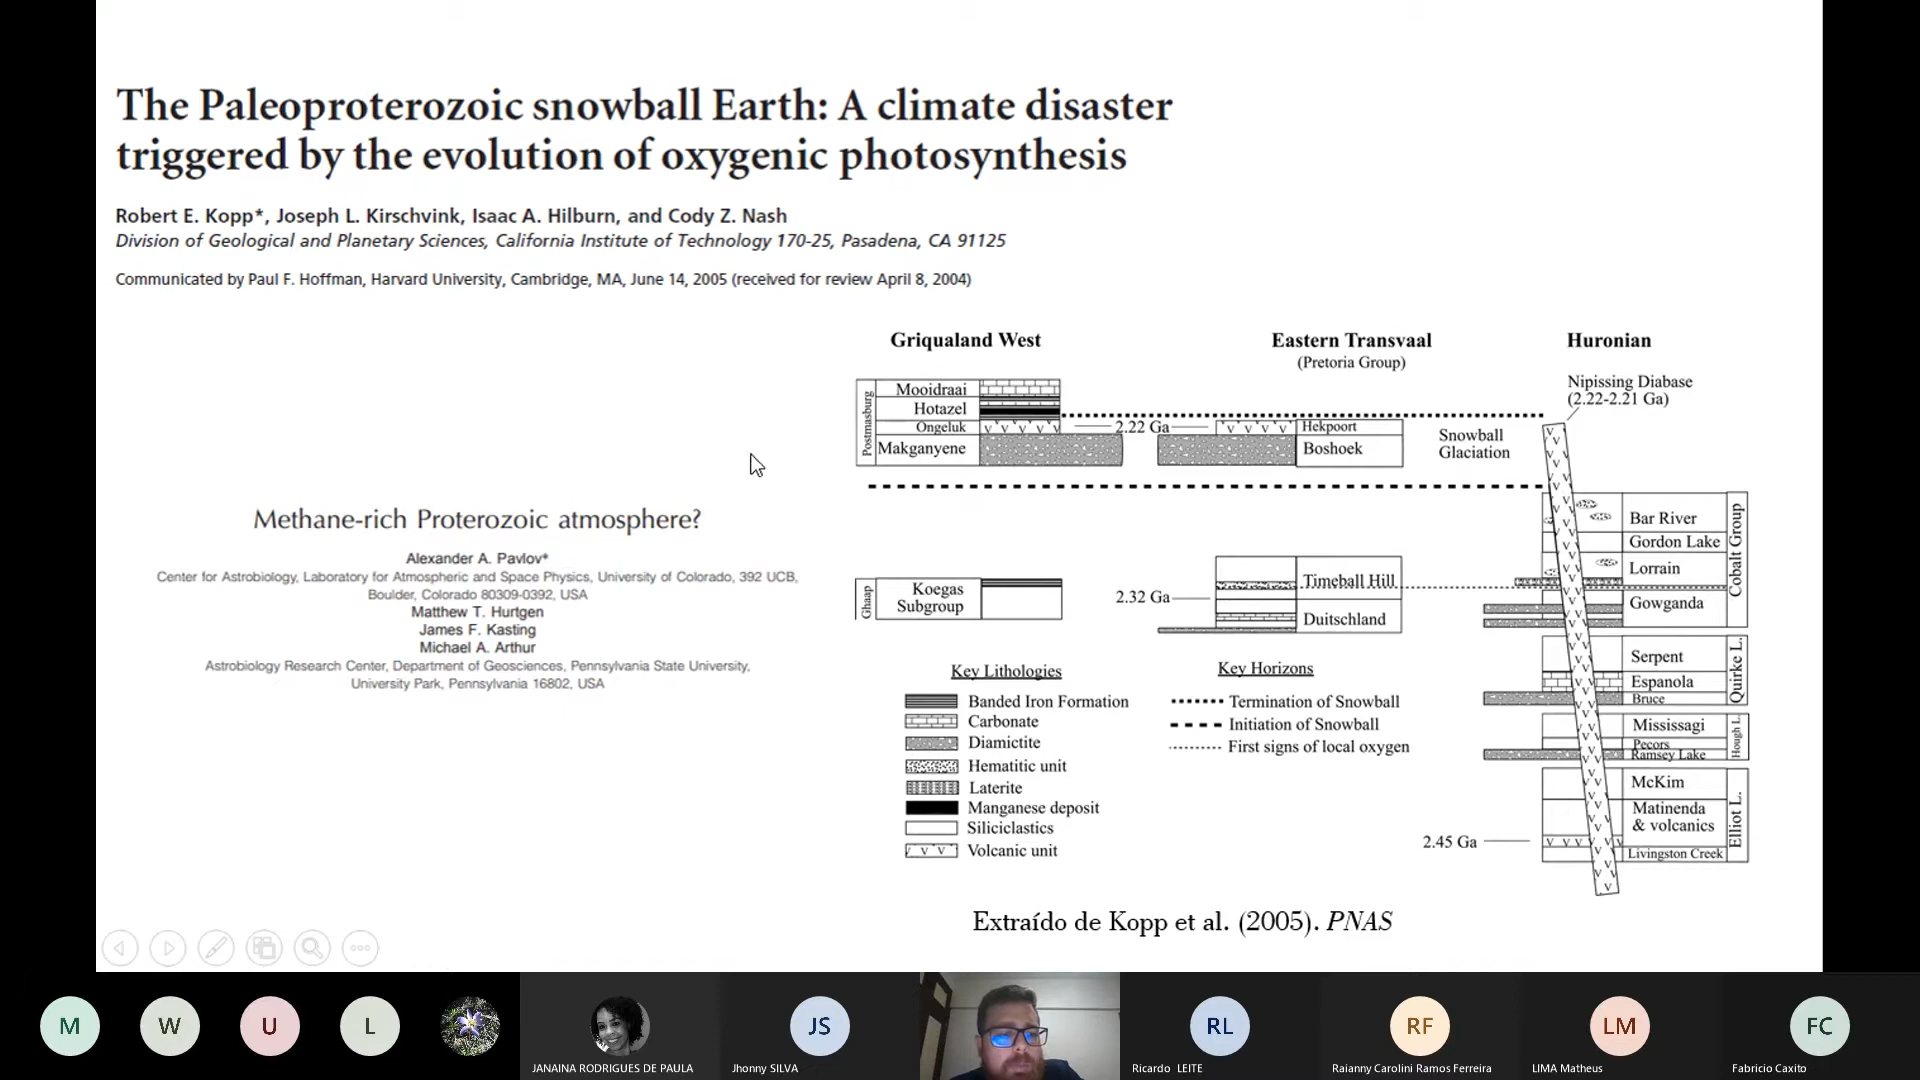 The Paleoproterozoic snowball Earth: A climate disaster
triggered by the evolution of oxygenic photosynthesis
Robert E. Kopp*, Joseph L. Kirschvink, Isaac A. Hilburn, and Cody Z. Nash
Division of Geological and Planetary Sciences, California Institute of Technology 170-25, Pasadena, CA 91125
Communicated by Paul F. Hoffman, Harvard University, Cambridge, MA, June 14, 2005 (received for review April 8, 2004)
Methane-rich Proterozoic atmosphere?
Alexander A. Pavlov*
Center for Astrobiology, Laboratory for Atmospheric and Space Physics, University of Colorado, 392 UCB,
Boulder, Colorado 80309-0392, USA
Matthew T. Hurtgen
James F. Kasting
Michael A. Arthur
Astrobiology Research Center, Department of Geosciences, Pennsylvania State University,
University Park, Pennsylvania 16802, USA
Griqualand West
Postmasburg
Mooidraai
Hotazel
Ongeluk
Makganyene
Ghaap
Koegas
Subgroup
Eastern Transvaal
(Pretoria Group)
2.22 Ga
Hekpoort
Boshoek
Snowball
Glaciation
2.32 Ga
Timeball Hill
Duitschland
Huronian
Nipissing Diabase
(2.22-2.21 Ga)
Bar River
Gordon Lake
Lorrain
Gowganda
Cobalt Group
Serpent
Espanola
Bruce
Quirke L.
Mississagi
Pecors
Ramsey Lake
Hough L.
McKim
Matinenda
& volcanics
Livingston Creek
Elliot L.
2.45 Ga
Key Lithologies
Banded Iron Formation
Carbonate
Diamictite
Hematitic unit
Laterite
Manganese deposit
Siliciclastics
Volcanic unit
Key Horizons
Termination of Snowball
Initiation of Snowball
First signs of local oxygen
Extraído de Kopp et al. (2005). PNAS
M
W
U
L
JANAINA RODRIGUES DE PAULA
JS
Jhonny SILVA
RL
Ricardo LEITE
RF
Raianny Carolini Ramos Ferreira
LM
LIMA Matheus
FC
Fabricio Caxito